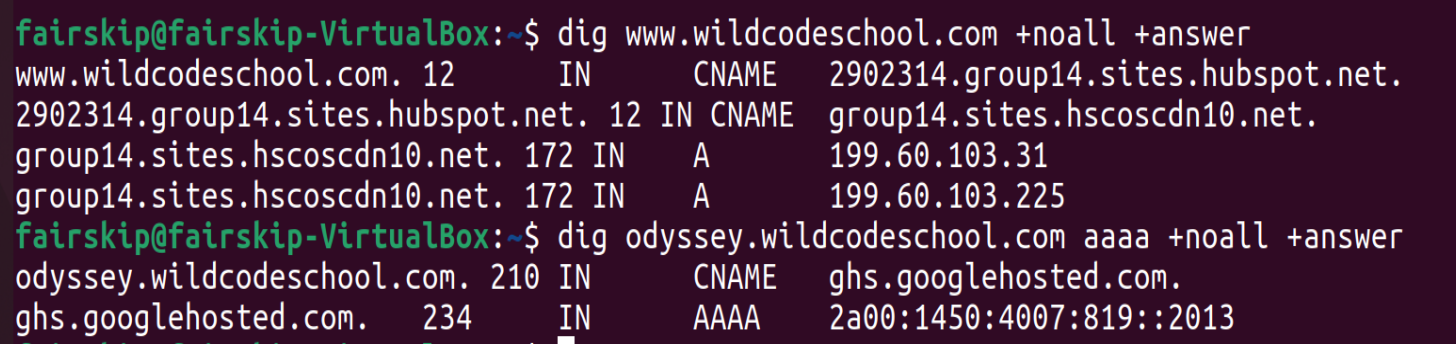 fairskip@fairskip-VirtualBox:~$ dig www.wildcodeschool.com +noall +answer
www.wildcodeschool.com. 12 IN CNAME 2902314.group14.sites.hubspot.net.
2902314.group14.sites.hubspot.net. 12 IN CNAME group14.sites.hscoscdn10.net.
group14.sites.hscoscdn10.net. 172 IN A 199.60.103.31
group14.sites.hscoscdn10.net. 172 IN A 199.60.103.225
fairskip@fairskip-VirtualBox:~$ dig odyssey.wildcodeschool.com aaaa +noall +answer
odyssey.wildcodeschool.com. 210 IN CNAME ghs.googlehosted.com.
ghs.googlehosted.com. 234 IN AAAA 2a00:1450:4007:819::2013